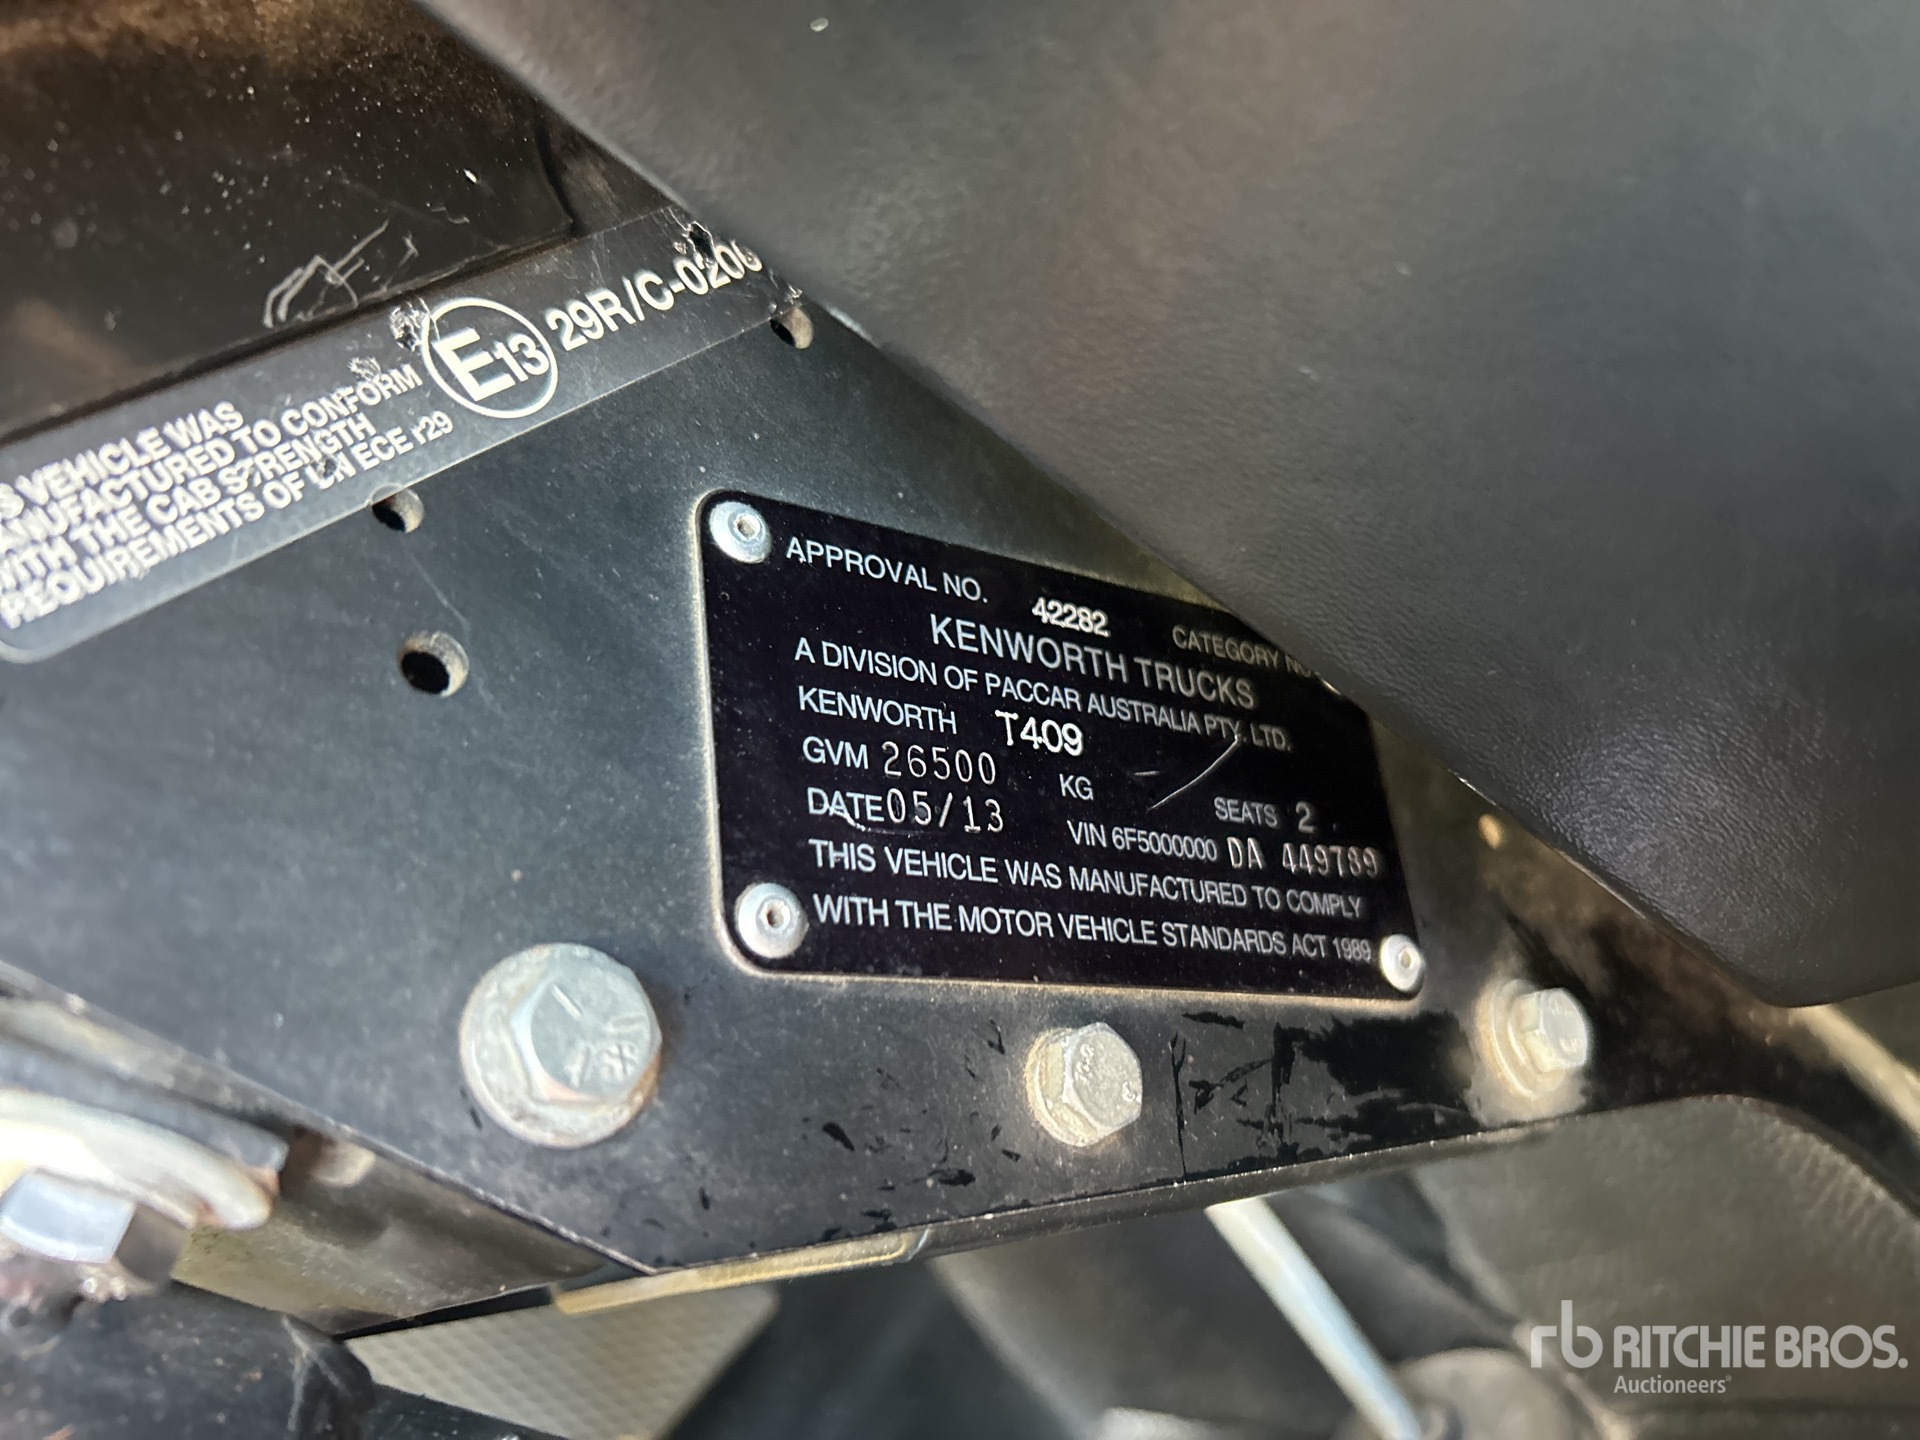 S VEHICLE WAS
MANUFACTURED TO CONFORM
WITH THE CAB STRENGTH
REQUIREMENTS OF UN ECE r29
E13 29R/C-0200
APPROVAL NO. 42282 CATEGORY
KENWORTH TRUCKS
A DIVISION OF PACCAR AUSTRALIA PTY. LTD.
KENWORTH T409
GVM 26500 KG SEATS 2
DATE 05/13 VIN 6F5000000 DA 449789
THIS VEHICLE WAS MANUFACTURED TO COMPLY
WITH THE MOTOR VEHICLE STANDARDS ACT 1989
rb RITCHIE BROS.
Auctioneers